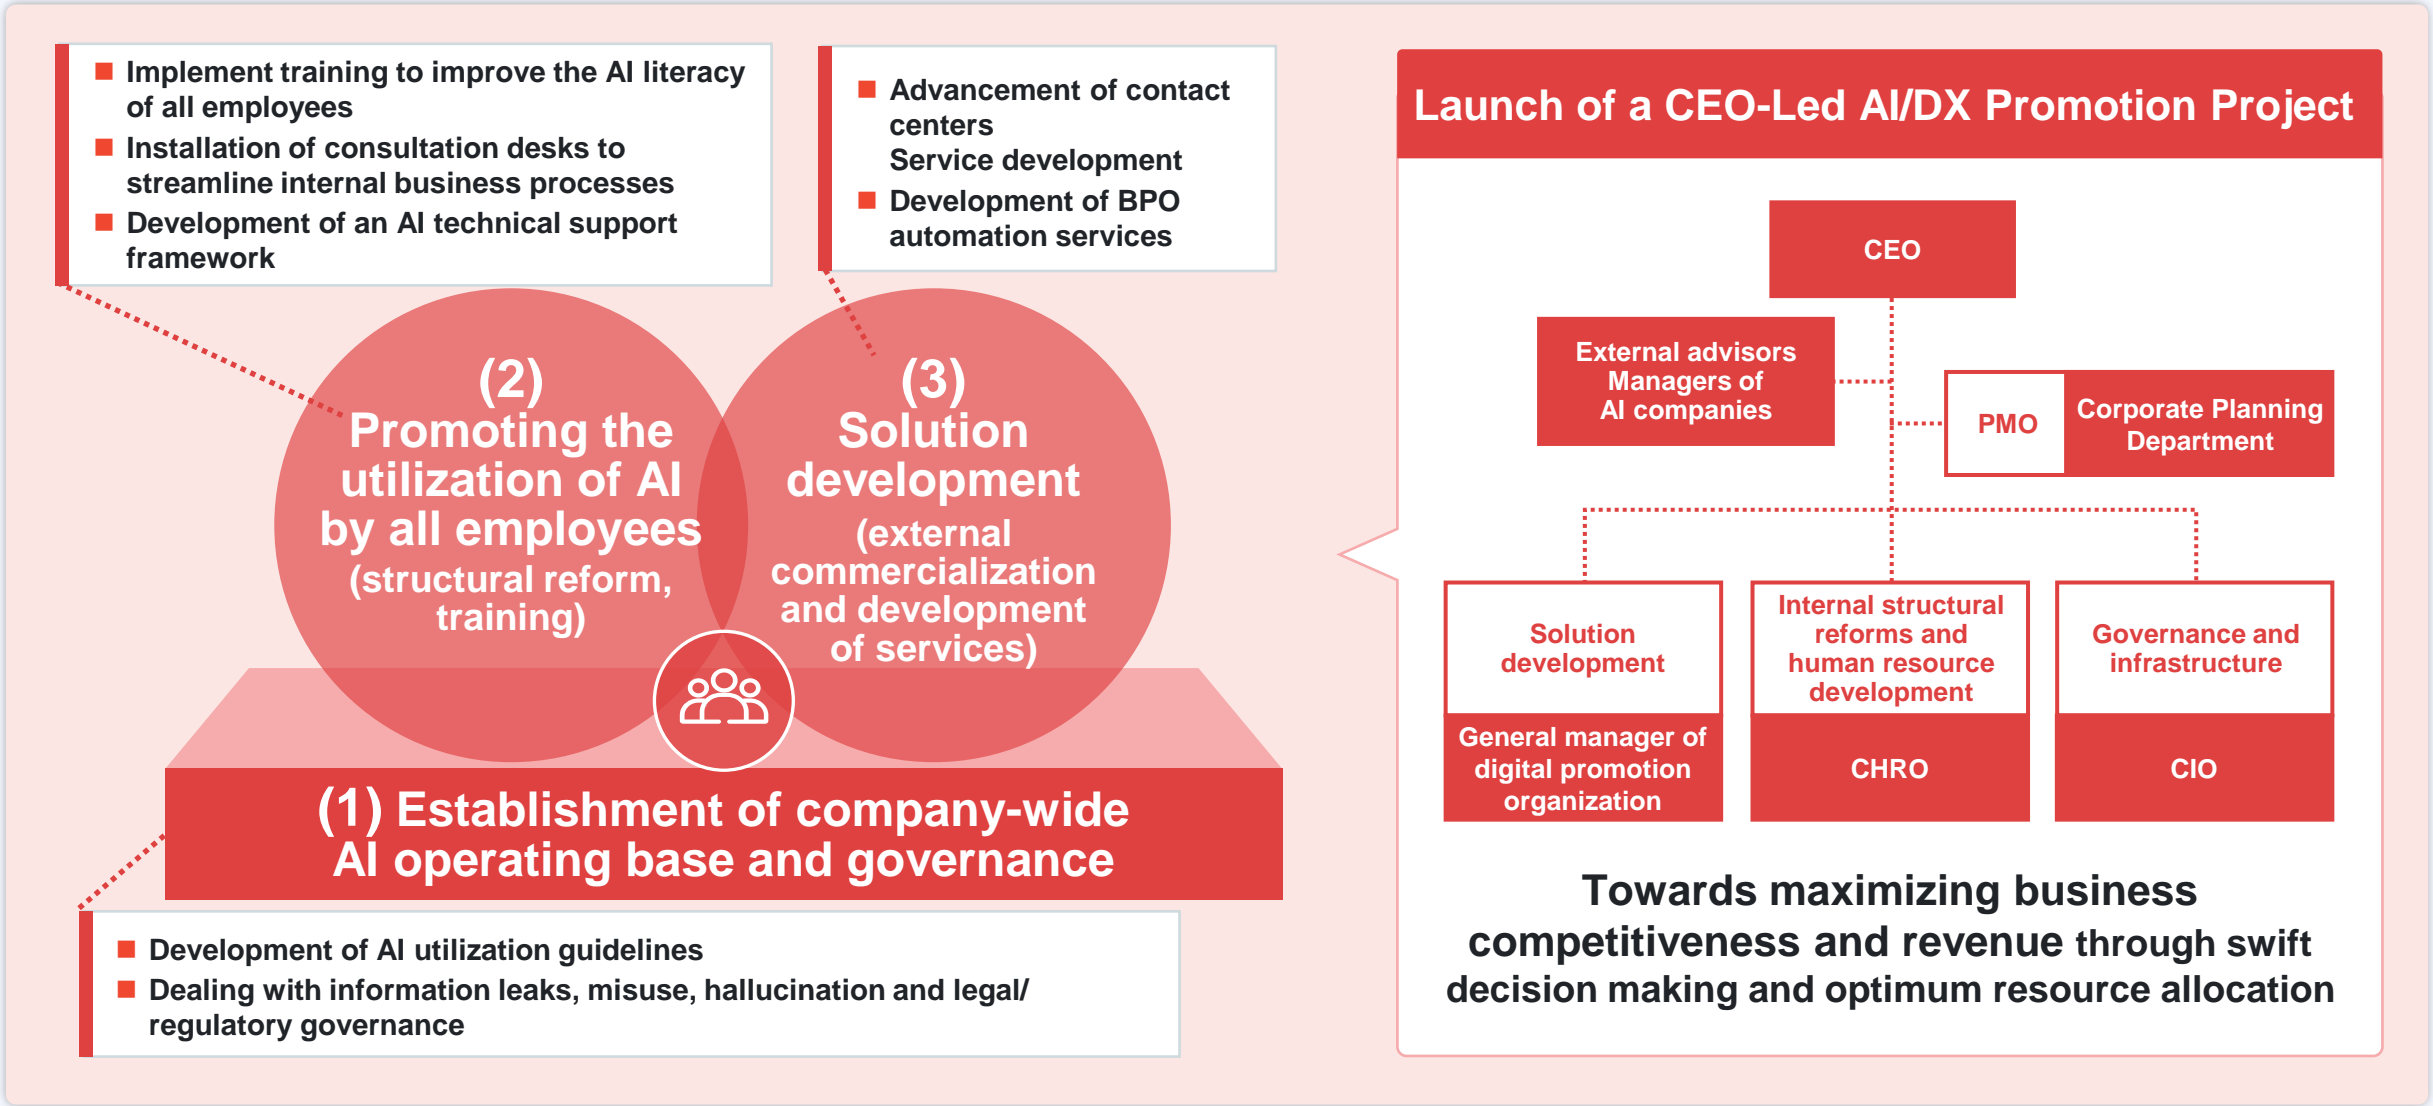 Implement training to improve the AI literacy
of all employees
Installation of consultation desks to
streamline internal business processes
Development of an AI technical support
framework
Advancement of contact
centers
Service development
Development of BPO
automation services
(2)
Promoting the
utilization of AI
by all employees
(structural reform,
training)
(3)
Solution
development
(external
commercialization
and development
of services)
(1) Establishment of company-wide
AI operating base and governance
Development of AI utilization guidelines
Dealing with information leaks, misuse, hallucination and legal/
regulatory governance
Launch of a CEO-Led AI/DX Promotion Project
CEO
External advisors
Managers of
AI companies
PMO
Corporate Planning
Department
Solution
development
General manager of
digital promotion
organization
Internal structural
reforms and
human resource
development
CHRO
Governance and
infrastructure
CIO
Towards maximizing business
competitiveness and revenue through swift
decision making and optimum resource allocation